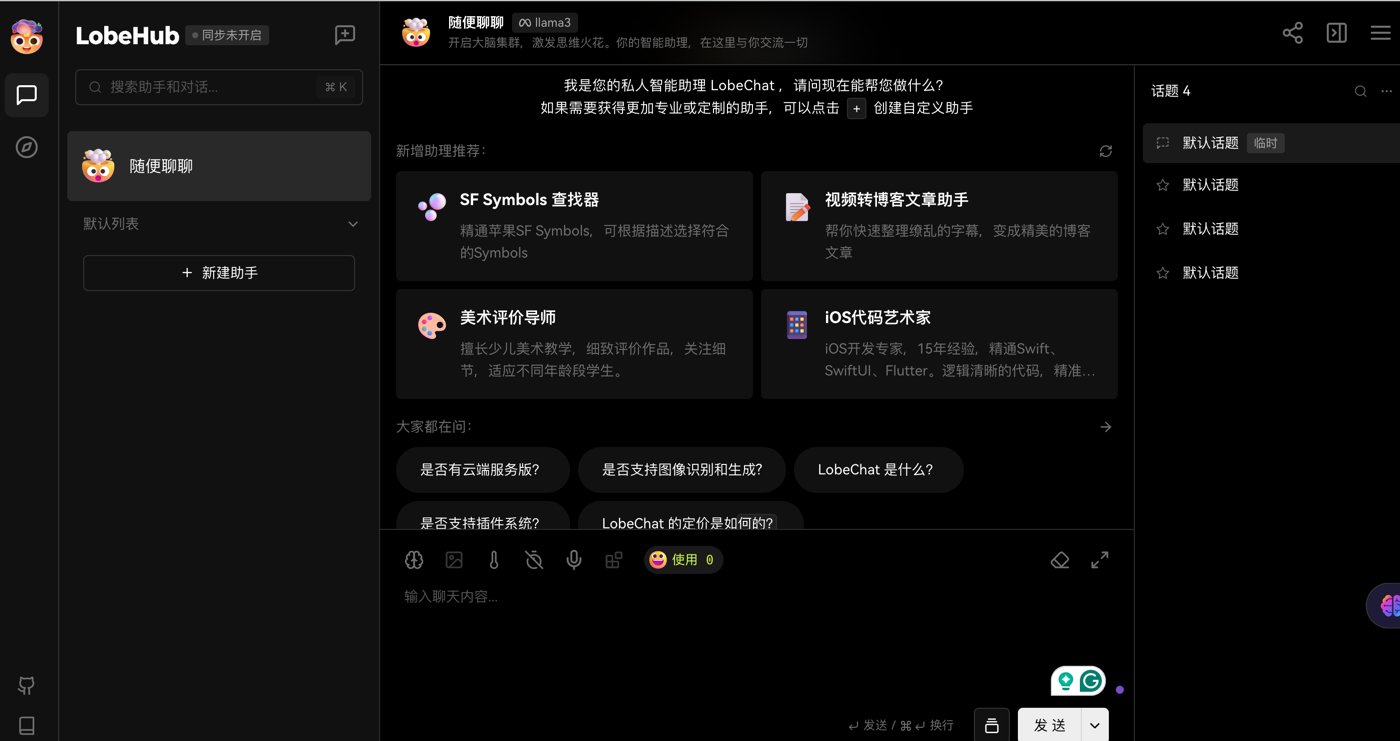 LobeHub
同步未开启
搜索助手和对话...
⌘ K
随便聊聊
默认列表
+ 新建助手
随便聊聊
llama3
开启大脑集群，激发思维火花。你的智能助理，在这里与你交流一切
我是您的私人智能助理 LobeChat ，请问现在能帮您做什么？
如果需要获得更加专业或定制的助手，可以点击 + 创建自定义助手
新增助理推荐：
SF Symbols 查找器
精通苹果SF Symbols，可根据描述选择符合
的Symbols
视频转博客文章助手
帮你快速整理缭乱的字幕，变成精美的博客
文章
美术评价导师
擅长少儿美术教学，细致评价作品，关注细
节，适应不同年龄段学生。
iOS代码艺术家
iOS开发专家，15年经验，精通Swift、
SwiftUI、Flutter。逻辑清晰的代码，精准...
大家都在问：
是否有云端服务版？
是否支持图像识别和生成？
LobeChat 是什么？
是否支持插件系统？
LobeChat 的定价是如何的？
使用 0
输入聊天内容...
↵ 发送 / ⌘ ↵ 换行
发 送
话题 4
默认话题
临时
默认话题
默认话题
默认话题